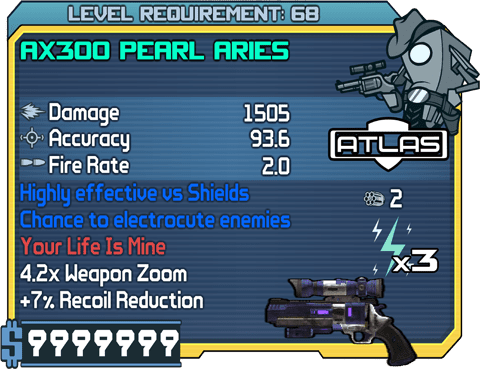 LEVEL REQUIREMENT: 68
AX300 PEARL ARIES
Damage 1505
Accuracy 93.6
Fire Rate 2.0
ATLAS
Highly effective vs Shields
2
Chance to electrocute enemies
Your Life Is Mine
x3
4.2x Weapon Zoom
+7% Recoil Reduction
$ 9999999